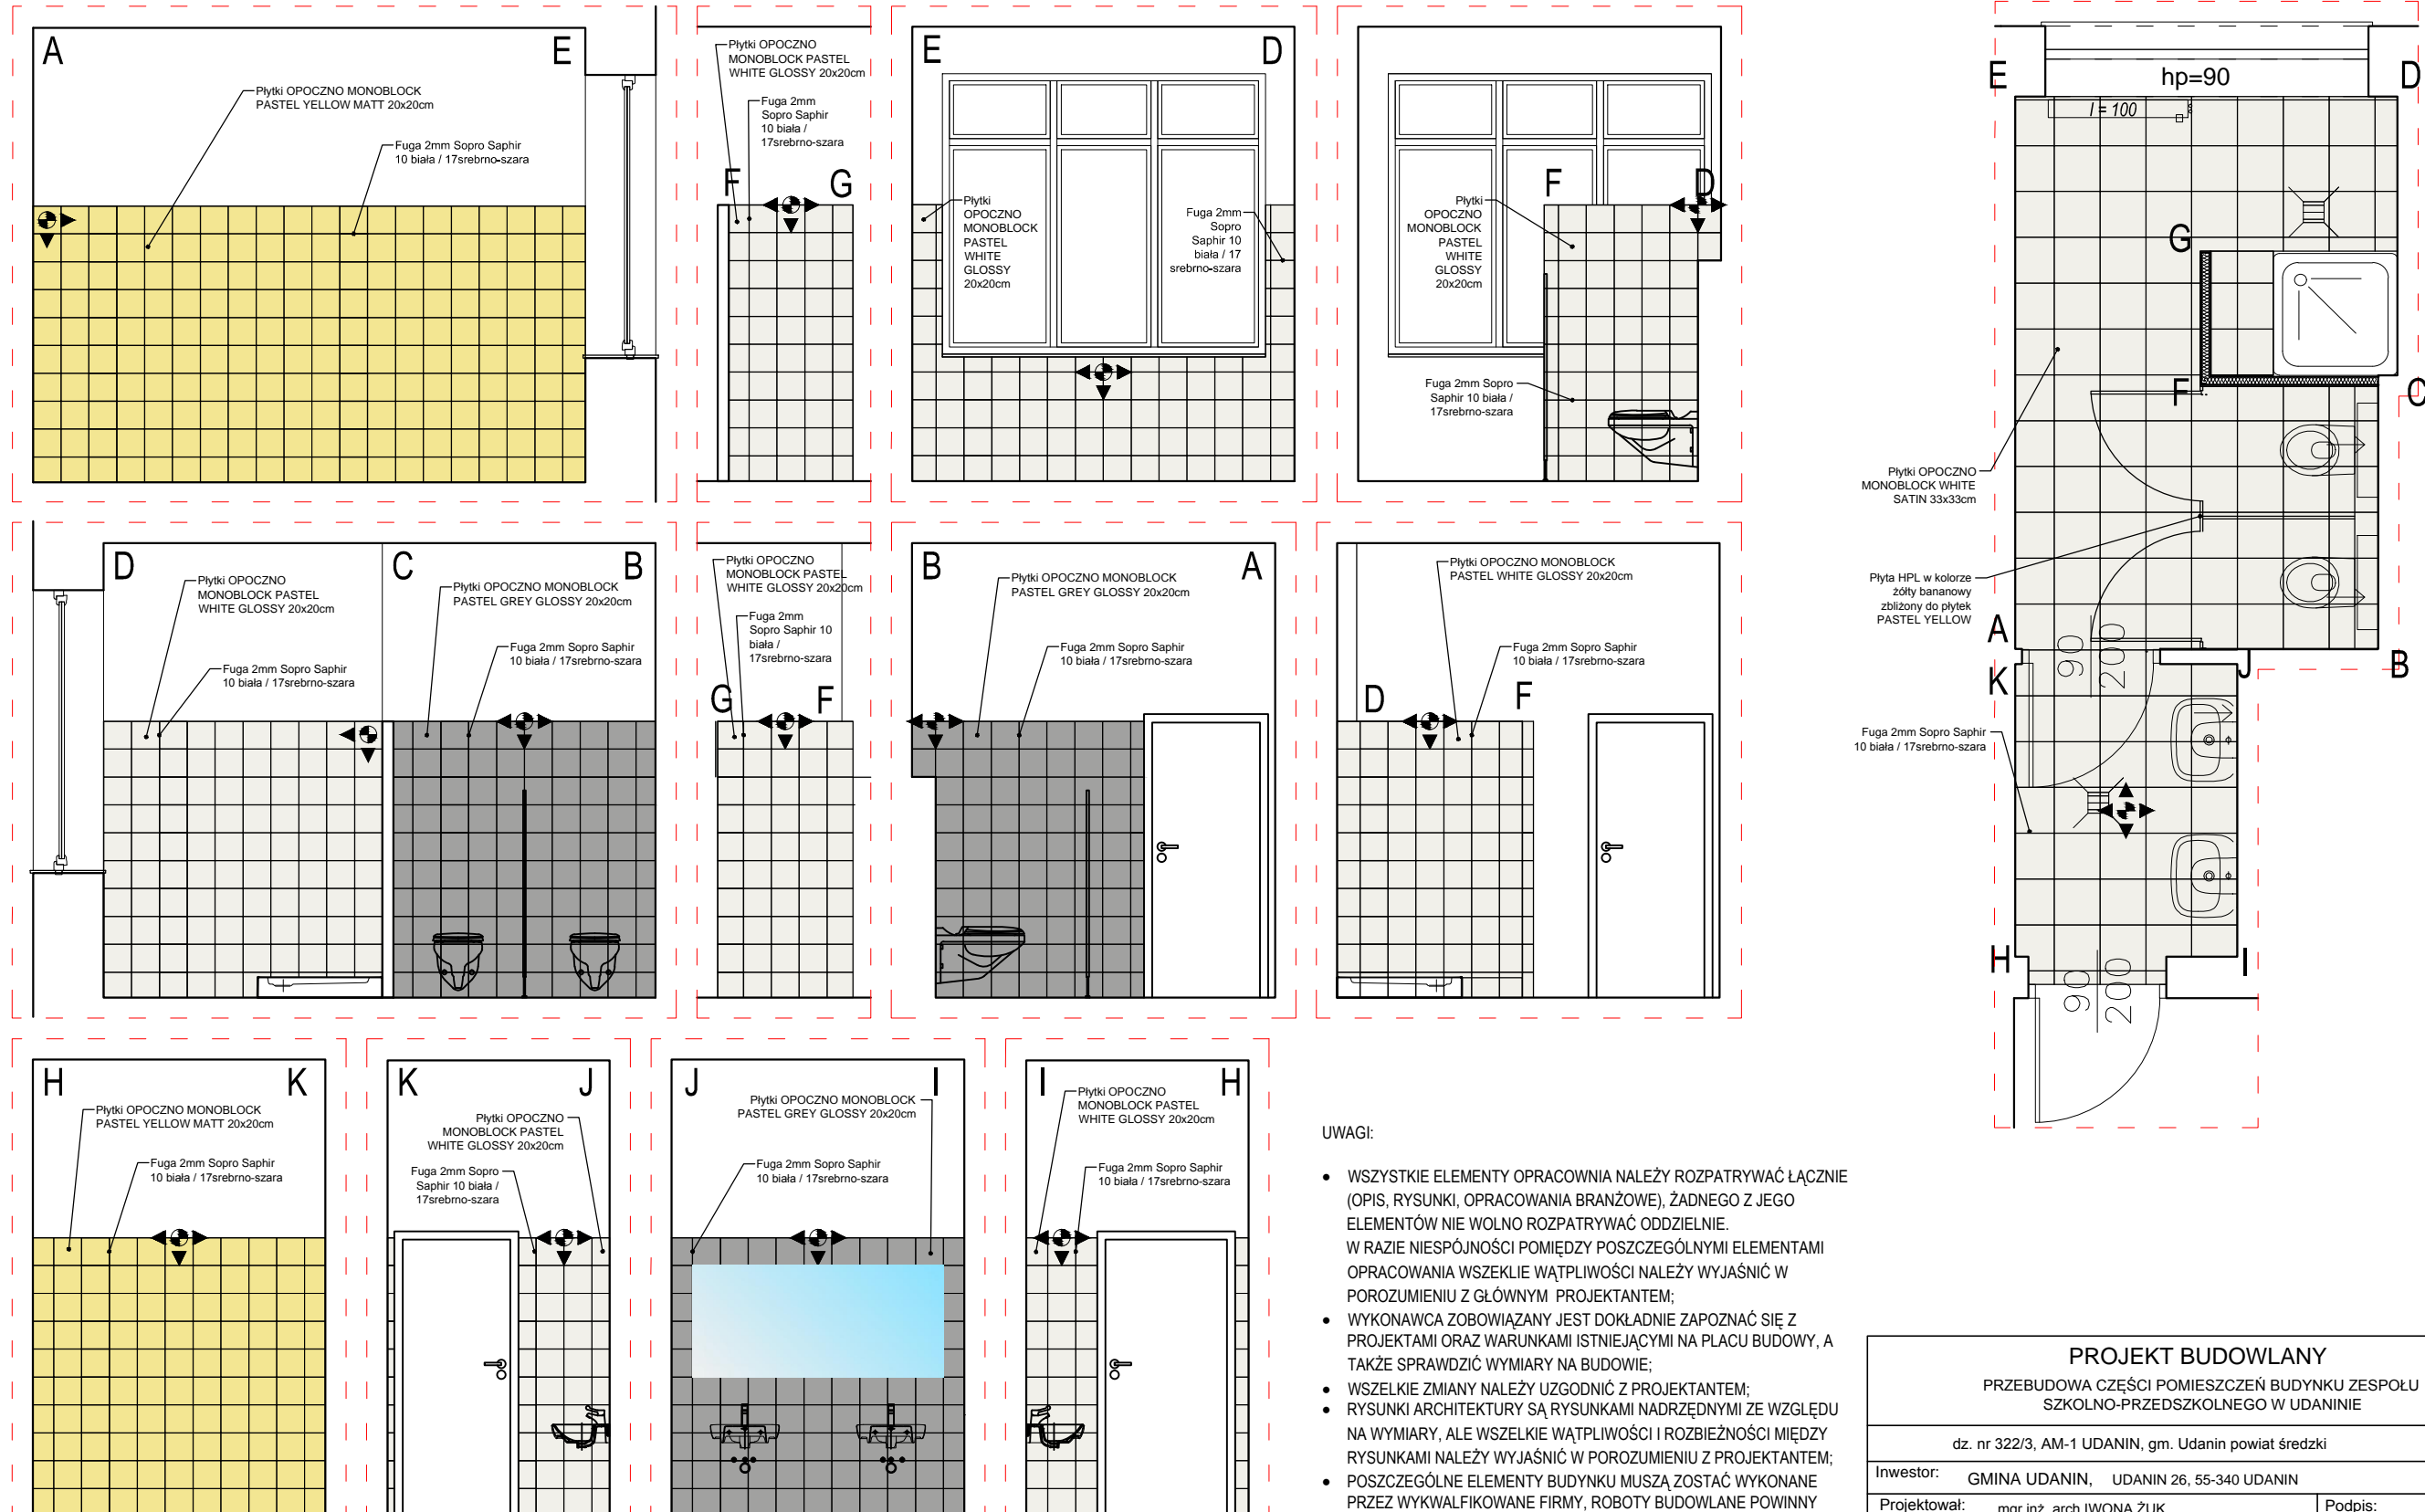 A
E
Płytki OPOCZNO MONOBLOCK
PASTEL YELLOW MATT 20x20cm
Fuga 2mm Sopro Saphir
10 biała / 17srebrno-szara
Płytki OPOCZNO
MONOBLOCK PASTEL
WHITE GLOSSY 20x20cm
Fuga 2mm
Sopro Saphir
10 biała /
17srebrno-szara
F
G
E
D
Płytki
OPOCZNO
MONOBLOCK
PASTEL
WHITE
GLOSSY
20x20cm
Fuga 2mm
Sopro
Saphir 10
biała / 17
srebrno-szara
F
D
Płytki
OPOCZNO
MONOBLOCK
PASTEL
WHITE
GLOSSY
20x20cm
Fuga 2mm Sopro
Saphir 10 biała /
17srebrno-szara
D
C
B
Płytki OPOCZNO
MONOBLOCK PASTEL
WHITE GLOSSY 20x20cm
Fuga 2mm Sopro Saphir
10 biała / 17srebrno-szara
Płytki OPOCZNO MONOBLOCK
PASTEL GREY GLOSSY 20x20cm
Fuga 2mm Sopro Saphir
10 biała / 17srebrno-szara
Płytki OPOCZNO
MONOBLOCK PASTEL
WHITE GLOSSY 20x20cm
Fuga 2mm
Sopro Saphir 10
biała /
17srebrno-szara
G
F
B
A
Płytki OPOCZNO MONOBLOCK
PASTEL GREY GLOSSY 20x20cm
Fuga 2mm Sopro Saphir
10 biała / 17srebrno-szara
Płytki OPOCZNO MONOBLOCK
PASTEL WHITE GLOSSY 20x20cm
Fuga 2mm Sopro Saphir
10 biała / 17srebrno-szara
D
F
H
K
Płytki OPOCZNO MONOBLOCK
PASTEL YELLOW MATT 20x20cm
Fuga 2mm Sopro Saphir
10 biała / 17srebrno-szara
K
J
Płytki OPOCZNO
MONOBLOCK PASTEL
WHITE GLOSSY 20x20cm
Fuga 2mm Sopro
Saphir 10 biała /
17srebrno-szara
J
I
Płytki OPOCZNO MONOBLOCK
PASTEL GREY GLOSSY 20x20cm
Fuga 2mm Sopro Saphir
10 biała / 17srebrno-szara
I
H
Płytki OPOCZNO
MONOBLOCK PASTEL
WHITE GLOSSY 20x20cm
Fuga 2mm Sopro Saphir
10 biała / 17srebrno-szara
E
hp=90
D
l = 100
G
F
C
Płytki OPOCZNO
MONOBLOCK WHITE
SATIN 33x33cm
Płyta HPL w kolorze
żółty bananowy
zbliżony do płytek
PASTEL YELLOW
A
90
200
J
B
K
Fuga 2mm Sopro Saphir
10 biała / 17srebrno-szara
H
I
90
200
UWAGI:
• WSZYSTKIE ELEMENTY OPRACOWNIA NALEŻY ROZPATRYWAĆ ŁĄCZNIE
(OPIS, RYSUNKI, OPRACOWANIA BRANŻOWE), ŻADNEGO Z JEGO
ELEMENTÓW NIE WOLNO ROZPATRYWAĆ ODDZIELNIE.
W RAZIE NIESPÓJNOŚCI POMIĘDZY POSZCZEGÓLNYMI ELEMENTAMI
OPRACOWANIA WSZEKLIE WĄTPLIWOŚCI NALEŻY WYJAŚNIĆ W
POROZUMIENIU Z GŁÓWNYM PROJEKTANTEM;
• WYKONAWCA ZOBOWIĄZANY JEST DOKŁADNIE ZAPOZNAĆ SIĘ Z
PROJEKTAMI ORAZ WARUNKAMI ISTNIEJĄCYMI NA PLACU BUDOWY, A
TAKŻE SPRAWDZIĆ WYMIARY NA BUDOWIE;
• WSZELKIE ZMIANY NALEŻY UZGODNIĆ Z PROJEKTANTEM;
• RYSUNKI ARCHITEKTURY SĄ RYSUNKAMI NADRZĘDNYMI ZE WZGLĘDU
NA WYMIARY, ALE WSZELKIE WĄTPLIWOŚCI I ROZBIEŻNOŚCI MIĘDZY
RYSUNKAMI NALEŻY WYJAŚNIĆ W POROZUMIENIU Z PROJEKTANTEM;
• POSZCZEGÓLNE ELEMENTY BUDYNKU MUSZĄ ZOSTAĆ WYKONANE
PRZEZ WYKWALFIKOWANE FIRMY, ROBOTY BUDOWLANE POWINNY
PROJEKT BUDOWLANY
PRZEBUDOWA CZĘŚCI POMIESZCZEŃ BUDYNKU ZESPOŁU
SZKOLNO-PRZEDSZKOLNEGO W UDANINIE
dz. nr 322/3, AM-1 UDANIN, gm. Udanin powiat średzki
Inwestor: GMINA UDANIN, UDANIN 26, 55-340 UDANIN
Projektował: mgr inż. arch IWONA ŻUK Podpis: